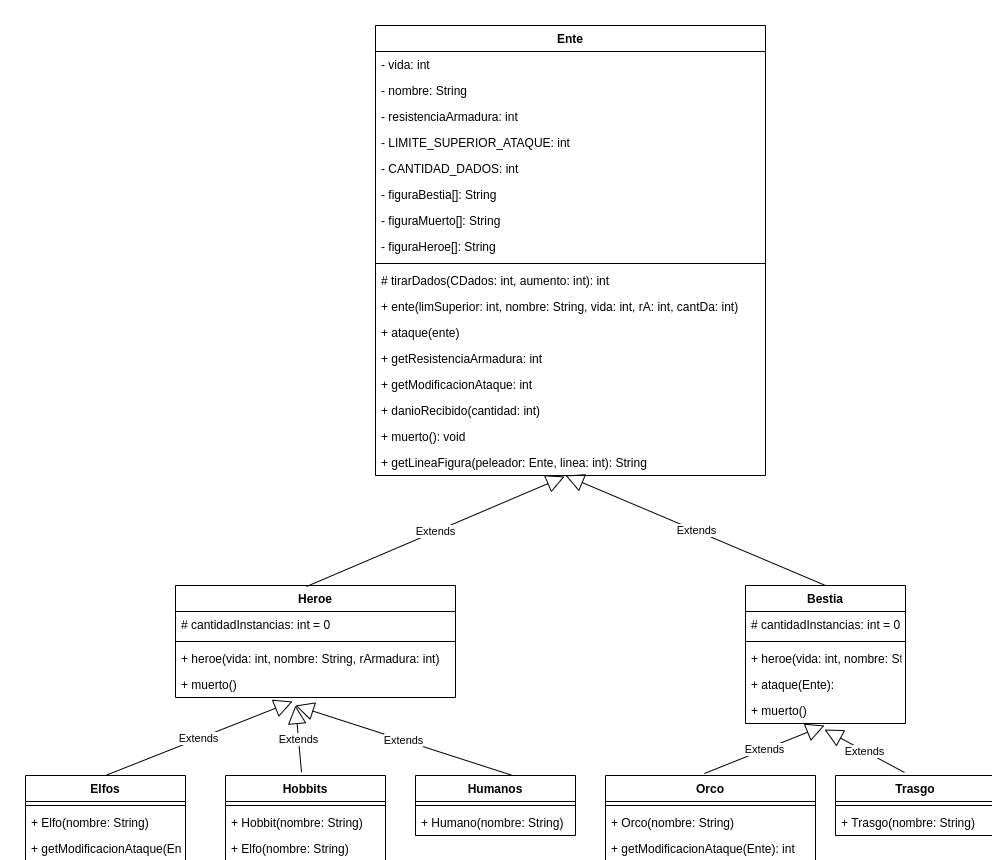 Ente
- vida: int
- nombre: String
- resistenciaArmadura: int
- LIMITE_SUPERIOR_ATAQUE: int
- CANTIDAD_DADOS: int
- figuraBestia[]: String
- figuraMuerto[]: String
- figuraHeroe[]: String
# tirarDados(CDados: int, aumento: int): int
+ ente(limSuperior: int, nombre: String, vida: int, rA: int, cantDa: int)
+ ataque(ente)
+ getResistenciaArmadura: int
+ getModificacionAtaque: int
+ danioRecibido(cantidad: int)
+ muerto(): void
+ getLineaFigura(peleador: Ente, linea: int): String
Extends
Extends
Heroe
# cantidadInstancias: int = 0
+ heroe(vida: int, nombre: String, rArmadura: int)
+ muerto()
Bestia
# cantidadInstancias: int = 0
+ heroe(vida: int, nombre: St
+ ataque(Ente):
+ muerto()
Extends
Extends
Extends
Extends
Extends
Elfos
+ Elfo(nombre: String)
+ getModificacionAtaque(En
Hobbits
+ Hobbit(nombre: String)
+ Elfo(nombre: String)
Humanos
+ Humano(nombre: String)
Orco
+ Orco(nombre: String)
+ getModificacionAtaque(Ente): int
Trasgo
+ Trasgo(nombre: String)